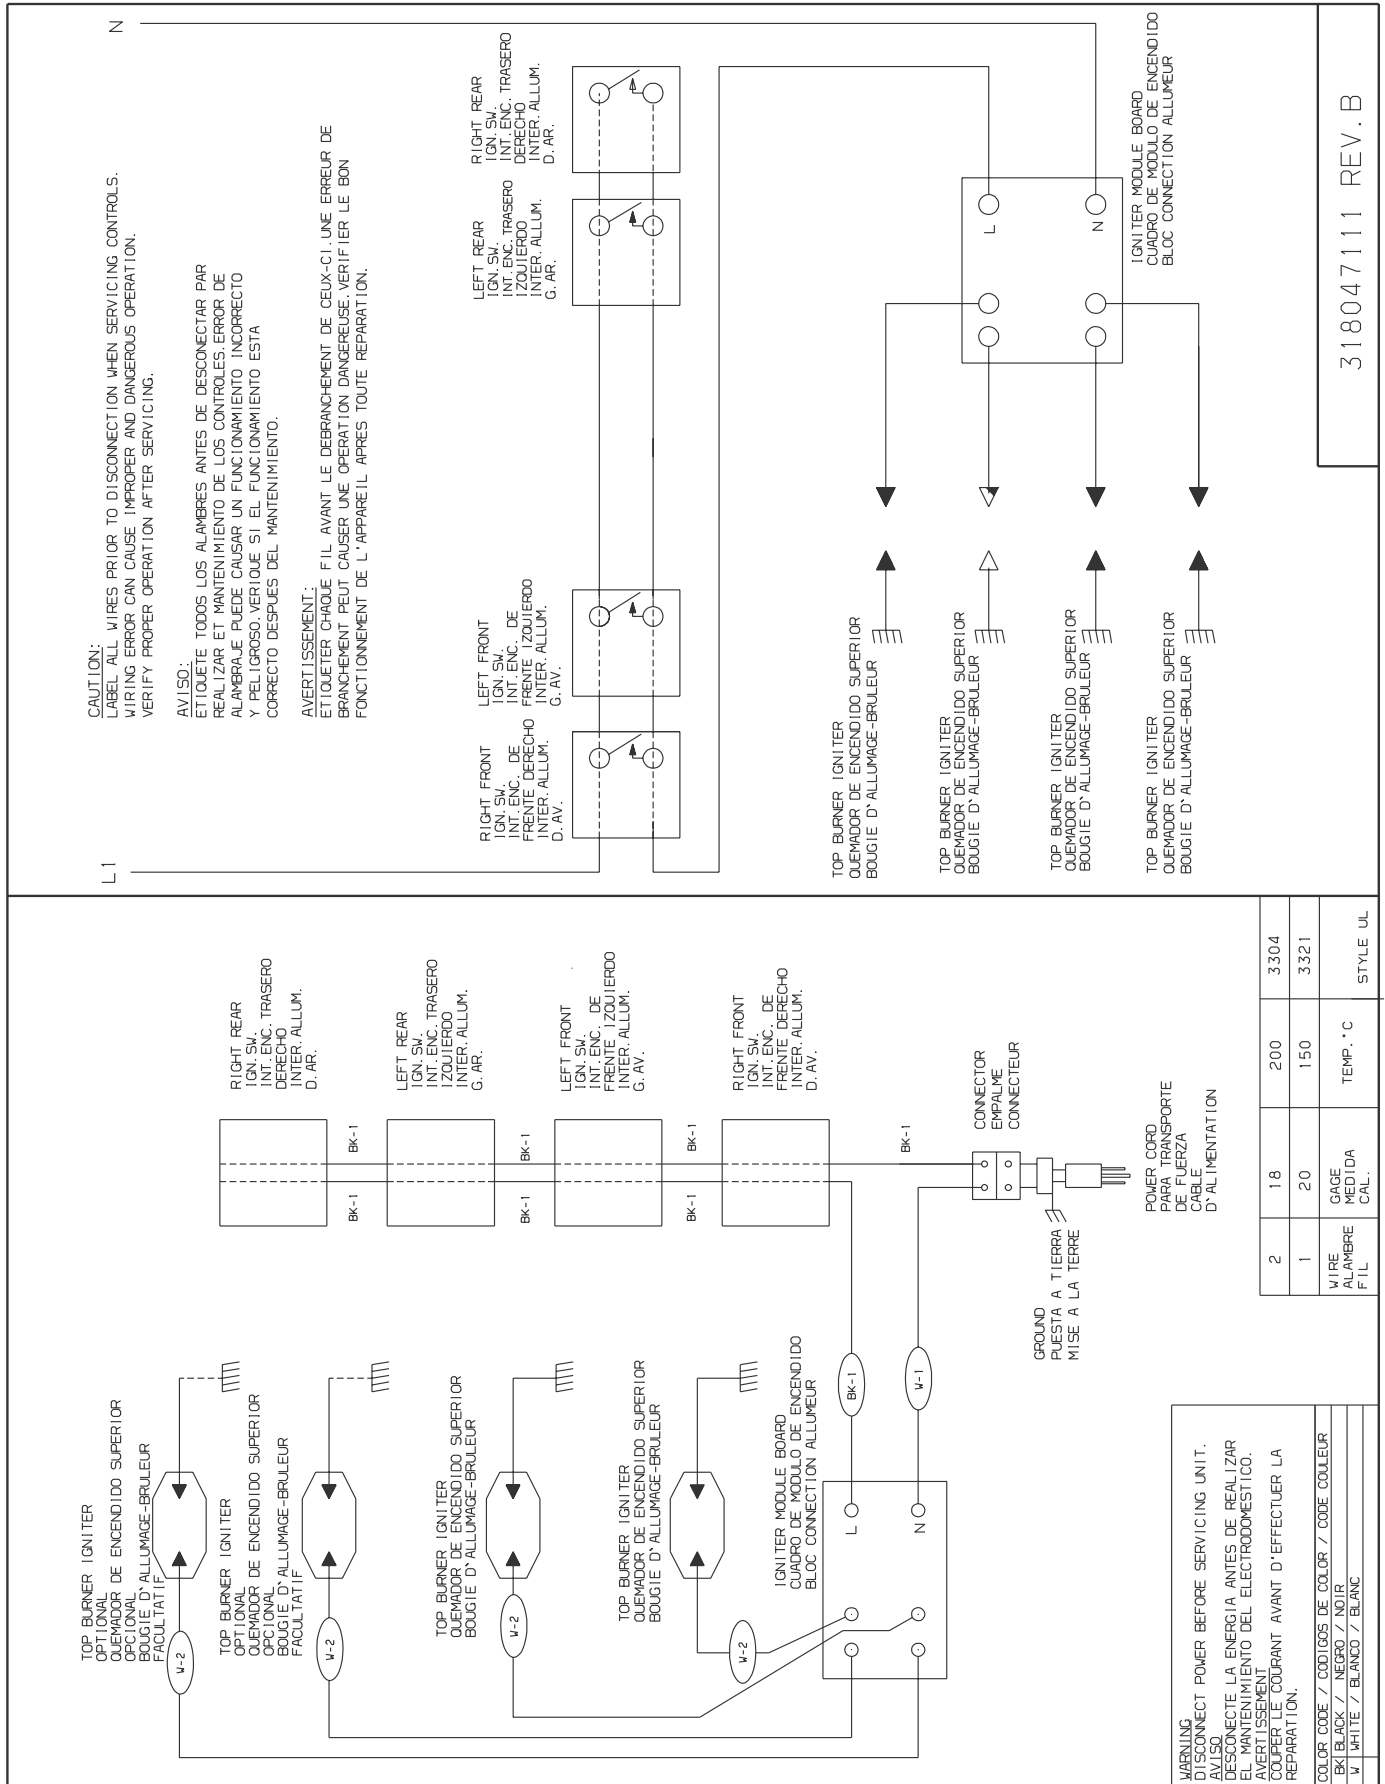 TOP BURNER IGNITER
OPTIONAL
QUEMADOR DE ENCENDIDO SUPERIOR
OPCIONAL
BOUGIE D`ALLUMAGE-BRULEUR
FACULTATIF
W-2
TOP BURNER IGNITER
OPTIONAL
QUEMADOR DE ENCENDIDO SUPERIOR
OPCIONAL
BOUGIE D`ALLUMAGE-BRULEUR
FACULTATIF
W-2
TOP BURNER IGNITER
QUEMADOR DE ENCENDIDO SUPERIOR
BOUGIE D`ALLUMAGE-BRULEUR
W-2
TOP BURNER IGNITER
QUEMADOR DE ENCENDIDO SUPERIOR
BOUGIE D`ALLUMAGE-BRULEUR
W-2
IGNITER MODULE BOARD
CUADRO DE MODULO DE ENCENDIDO
BLOC CONNECTION ALLUMEUR
L
N
BK-1
W-1
RIGHT REAR
IGN. SW.
INT. ENC. TRASERO
DERECHO
INTER. ALLUM.
D. AR.
BK-1
BK-1
LEFT REAR
IGN. SW.
INT. ENC. TRASERO
IZQUIERDO
INTER. ALLUM.
G. AR.
BK-1
BK-1
LEFT FRONT
IGN. SW.
INT. ENC. DE
FRENTE IZQUIERDO
INTER. ALLUM.
G. AV.
BK-1
BK-1
RIGHT FRONT
IGN. SW.
INT. ENC. DE
FRENTE DERECHO
INTER. ALLUM.
D. AV.
BK-1
CONNECTOR
EMPALME
CONNECTEUR
GROUND
PUESTA A TIERRA
MISE A LA TERRE
POWER CORD
PARA TRANSPORTE
DE FUERZA
CABLE
D`ALIMENTATION
WARNING
DISCONNECT POWER BEFORE SERVICING UNIT.
AVISO
DESCONECTE LA ENERGIA ANTES DE REALIZAR
EL MANTENIMIENTO DEL ELECTRODOMESTICO.
AVERTISSEMENT
COUPER LE COURANT AVANT D'EFFECTUER LA
REPARATION.
COLOR CODE / CODIGOS DE COLOR / CODE COULEUR
BK BLACK / NEGRO / NOIR
W WHITE / BLANCO / BLANC
2 18 200 3304
1 20 150 3321
WIRE
ALAMBRE
FIL
GAGE
MEDIDA
CAL.
TEMP.°C
STYLE UL
L1
N
CAUTION:
LABEL ALL WIRES PRIOR TO DISCONNECTION WHEN SERVICING CONTROLS.
WIRING ERROR CAN CAUSE IMPROPER AND DANGEROUS OPERATION.
VERIFY PROPER OPERATION AFTER SERVICING.
AVISO:
ETIQUETE TODOS LOS ALAMBRES ANTES DE DESCONECTAR PAR
REALIZAR ET MANTENIMIENTO DE LOS CONTROLES. ERROR DE
ALAMBRAJE PUEDE CAUSAR UN FUNCIONAMIENTO INCORRECTO
Y PELIGROSO. VERIQUE SI EL FUNCIONAMIENTO ESTA
CORRECTO DESPUES DEL MANTENIMIENTO.
AVERTISSEMENT:
ETIQUETER CHAQUE FIL AVANT LE DEBRANCHEMENT DE CEUX-CI. UNE ERREUR DE
BRANCHEMENT PEUT CAUSER UNE OPERATION DANGEREUSE. VERIFIER LE BON
FONCTIONNEMENT DE L'APPAREIL APRES TOUTE REPARATION.
RIGHT FRONT
IGN. SW.
INT. ENC. DE
FRENTE DERECHO
INTER. ALLUM.
D. AV.
LEFT FRONT
IGN. SW.
INT. ENC. DE
FRENTE IZQUIERDO
INTER. ALLUM.
G. AV.
LEFT REAR
IGN. SW.
INT. ENC. TRASERO
IZQUIERDO
INTER. ALLUM.
G. AR.
RIGHT REAR
IGN. SW.
INT. ENC. TRASERO
DERECHO
INTER. ALLUM.
D. AR.
TOP BURNER IGNITER
QUEMADOR DE ENCENDIDO SUPERIOR
BOUGIE D`ALLUMAGE-BRULEUR
TOP BURNER IGNITER
QUEMADOR DE ENCENDIDO SUPERIOR
BOUGIE D`ALLUMAGE-BRULEUR
TOP BURNER IGNITER
QUEMADOR DE ENCENDIDO SUPERIOR
BOUGIE D`ALLUMAGE-BRULEUR
TOP BURNER IGNITER
QUEMADOR DE ENCENDIDO SUPERIOR
BOUGIE D`ALLUMAGE-BRULEUR
L
N
IGNITER MODULE BOARD
CUADRO DE MODULO DE ENCENDIDO
BLOC CONNECTION ALLUMEUR
318047111 REV.B